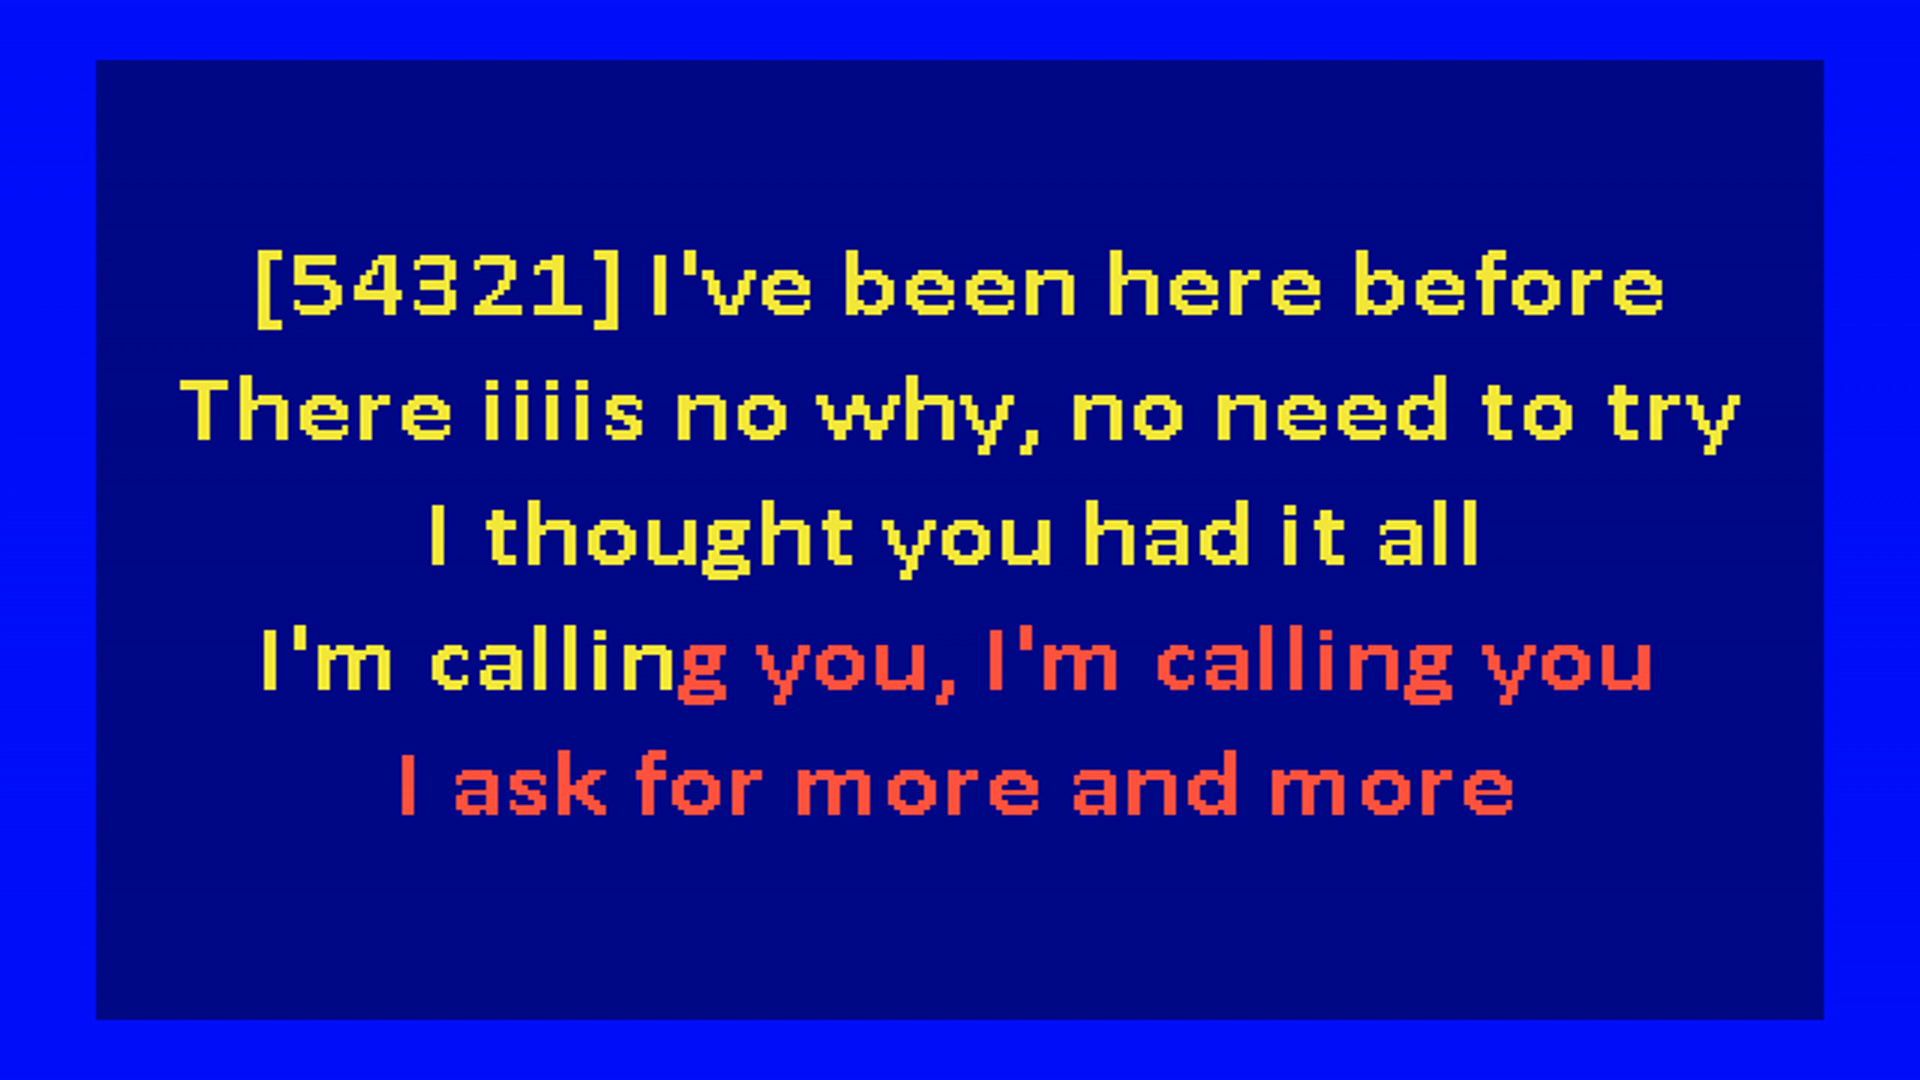 [54321] I've been here before
There iiiis no why, no need to try
I thought you had it all
I'm calling you, I'm calling you
I ask for more and more